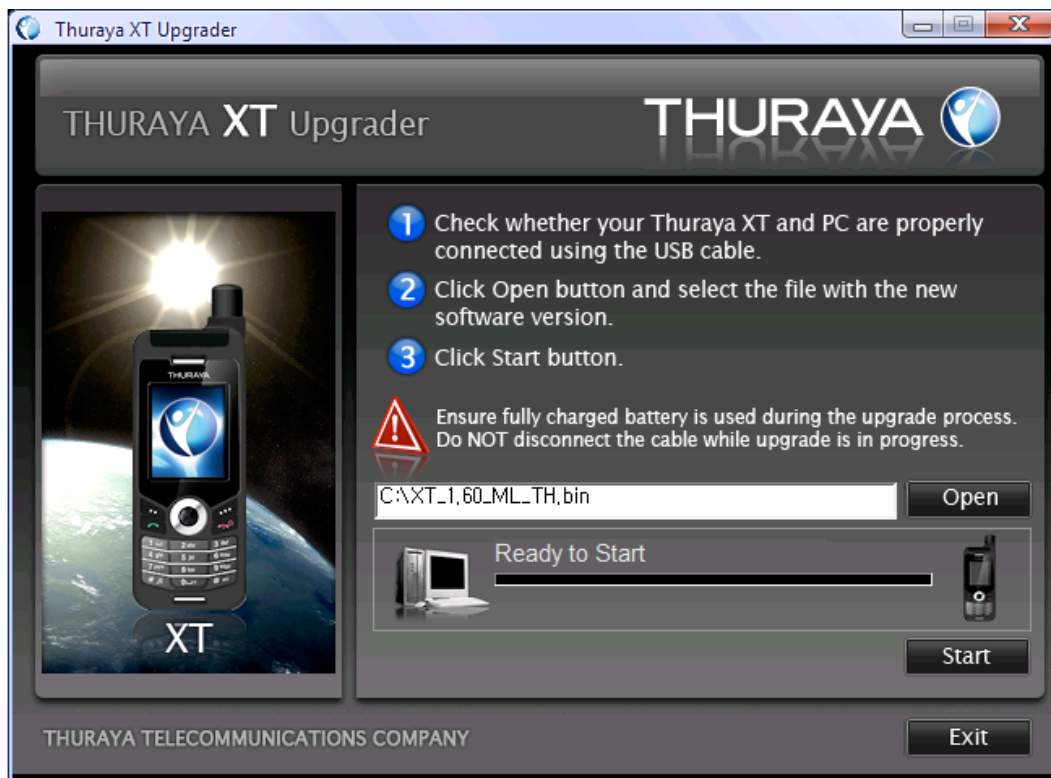 Thuraya XT Upgrader
THURAYA XT Upgrader
THURAYA
1 Check whether your Thuraya XT and PC are properly
connected using the USB cable.
2 Click Open button and select the file with the new
software version.
3 Click Start button.
Ensure fully charged battery is used during the upgrade process.
Do NOT disconnect the cable while upgrade is in progress.
C:\XT_1,60_ML_TH,bin
Open
Ready to Start
Start
THURAYA
XT
THURAYA TELECOMMUNICATIONS COMPANY
Exit